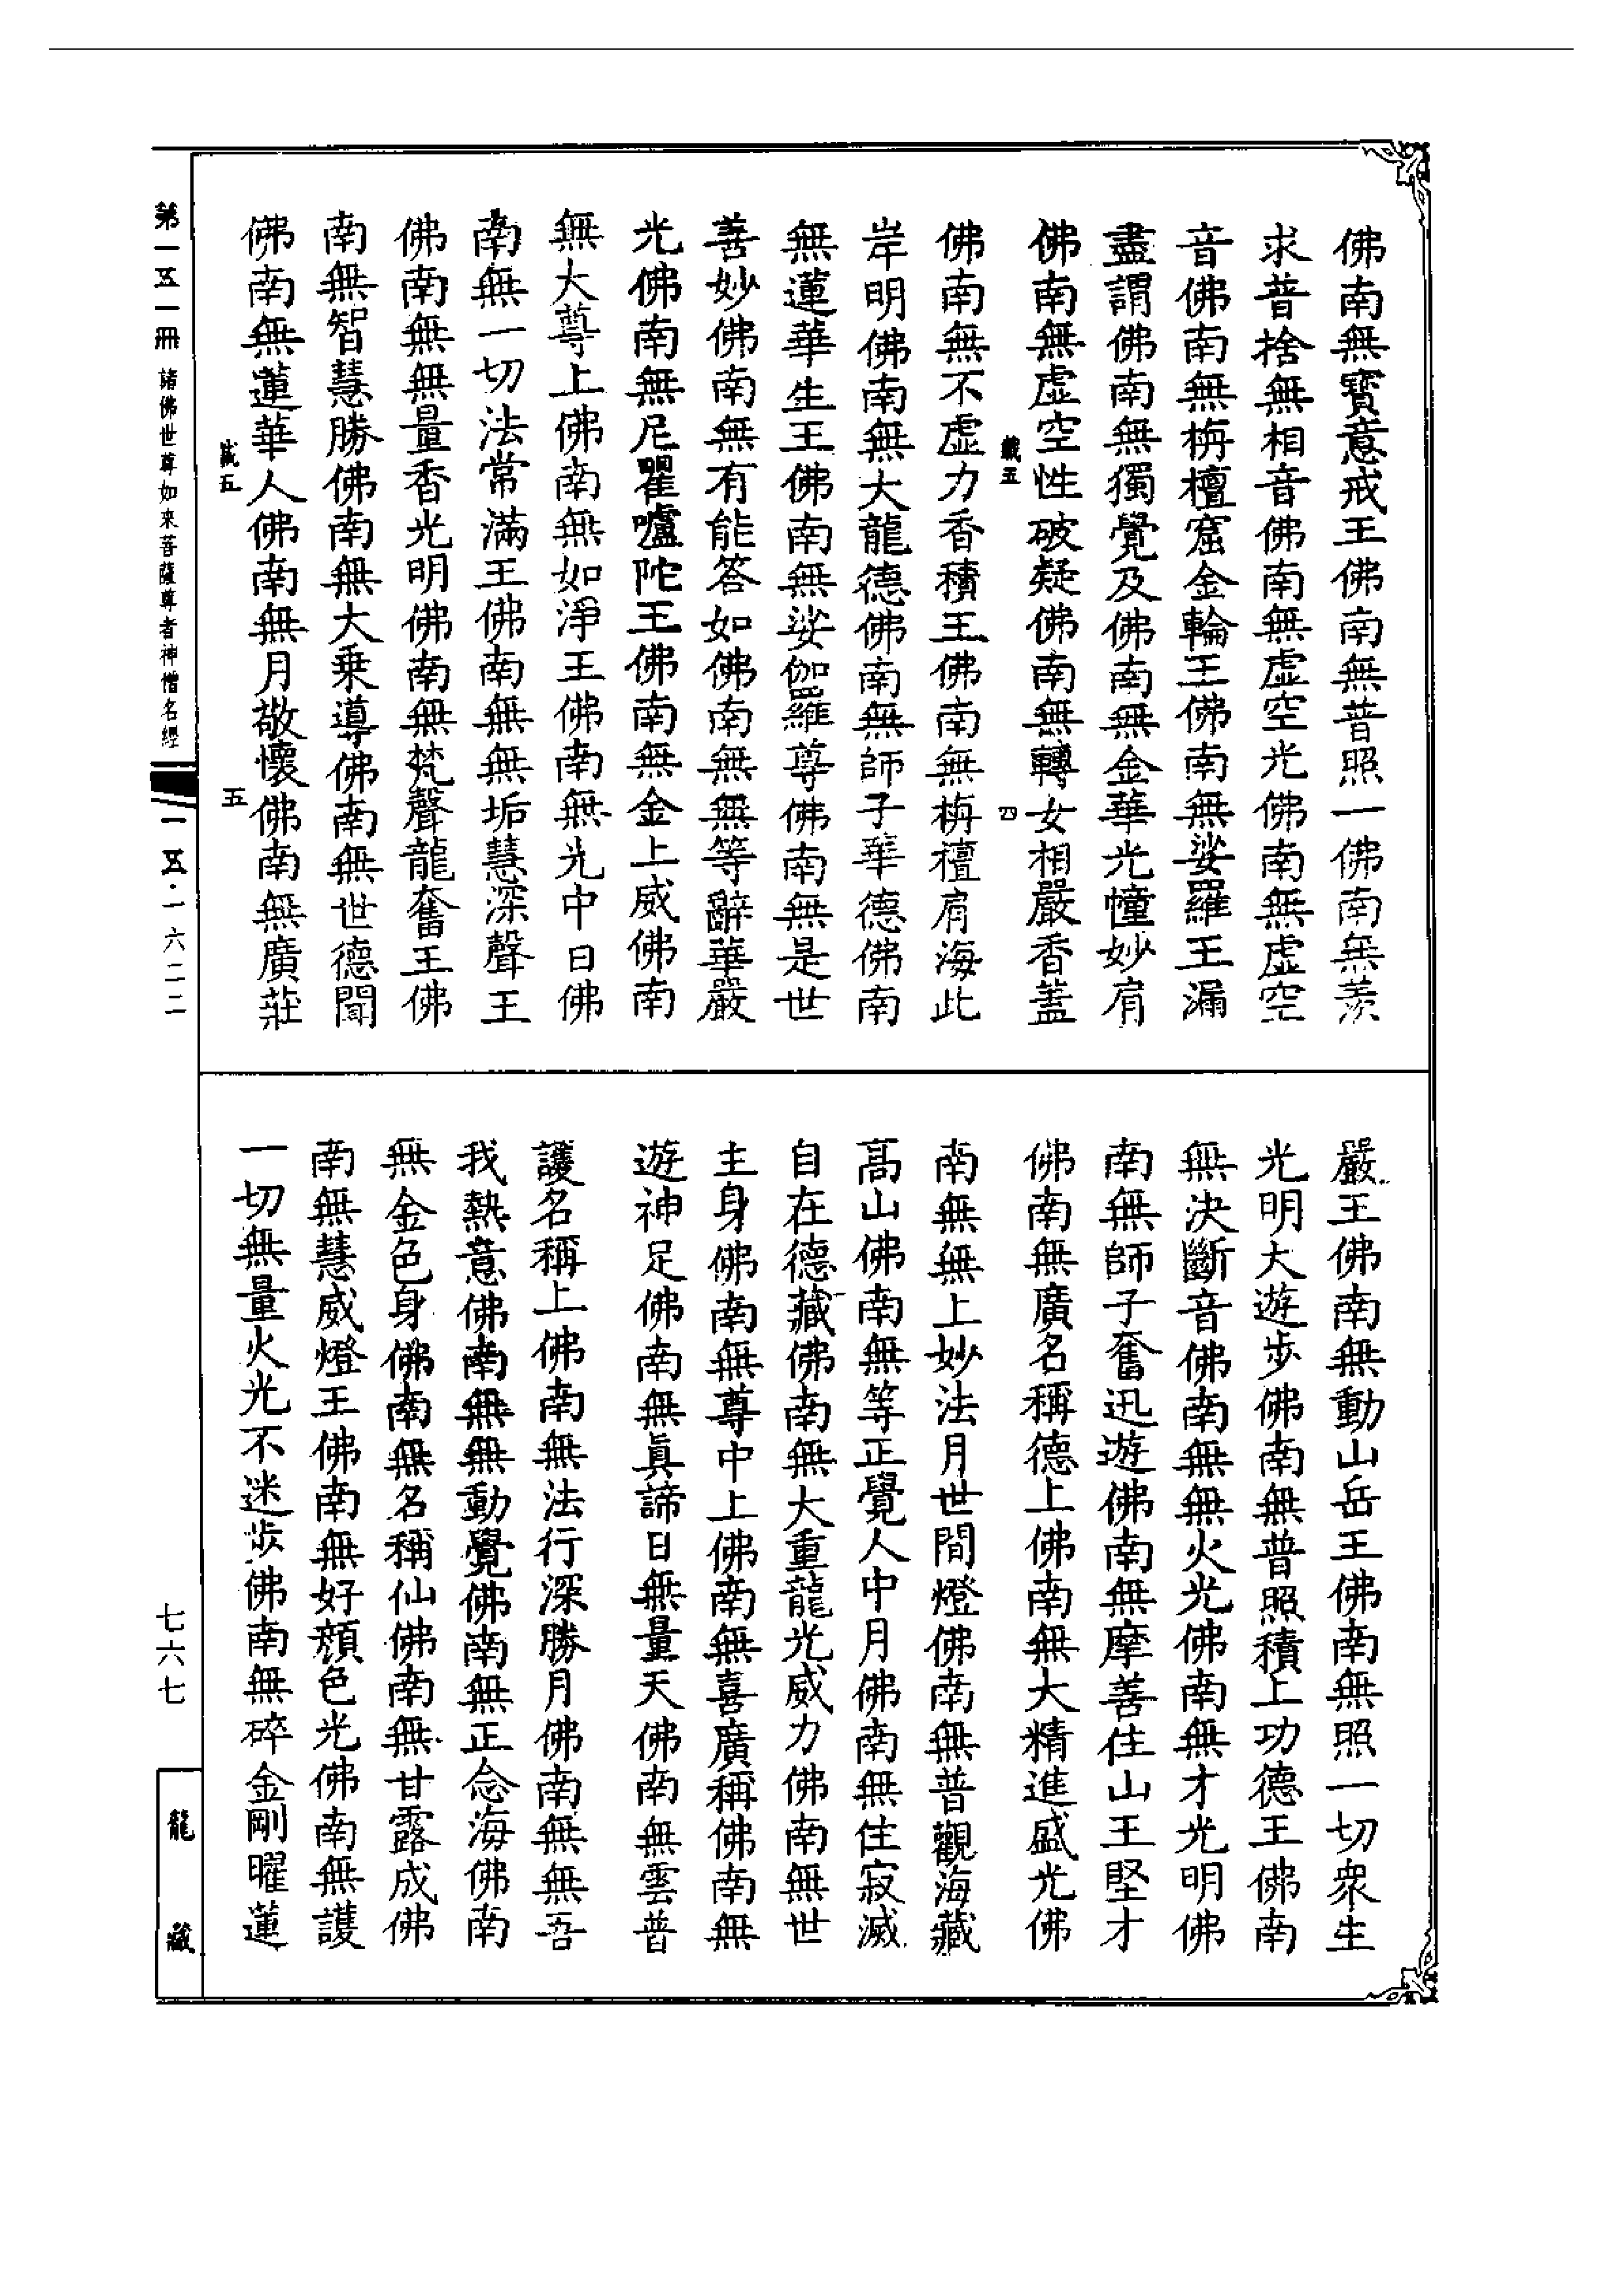 佛南無寶意戒王佛南無普照一佛南無羨
求普捨無相音佛南無虛空光佛南無虛空
音佛南無栴檀窟金輪王佛南無娑羅王漏
盡謂佛南無獨覺及佛南無金華光憧妙肩
佛南無虛空性破疑佛南無轉女相嚴香蓋
纎五
四
佛南無不虛力香積王佛南無栴檀肩海此
岸明佛南無大龍德佛南無師子華德佛南
無蓮華生王佛南無娑伽羅尊佛南無是世
善妙佛南無有能答如佛南無無等辭華嚴
光佛南無尼瞿嚧陀王佛南無金上威佛南
無大尊上佛南無如淨王佛南無光中日佛
南無一切法常滿王佛南無無垢慧深聲王
佛南無無量香光明佛南無梵聲龍奮王佛
南無智慧勝佛南無大乘導佛南無世德聞
佛南無蓮華人佛南無月敬懷佛南無廣莊
五
嚴王佛南無動山岳王佛南無照一切衆生
光明大遊步佛南無普照積上功德王佛南
無決斷音佛南無無火光佛南無才光明佛
南無師子奮迅遊佛南無摩善住山王堅才
佛南無廣名稱德上佛南無大精進盛光佛
南無無上妙法月世間燈佛南無普觀海藏
高山佛南無等正覺人中月佛南無住寂滅
自在德藏佛南無大重龍光威力佛南無世
主身佛南無尊中上佛南無喜廣稱佛南無
遊神足佛南無眞諦日無量天佛南無雲普
護名稱上佛南無法行深勝月佛南無無吾
我熱意佛南無無動覺佛南無正念海佛南
無金色身佛南無名稱仙佛南無甘露成佛
南無慧威燈王佛南無好顏色光佛南無護
一切無量火光不迷步佛南無碎金剛曜蓮
第一五一冊 諸佛世尊如來菩薩尊者神僧名經
一五·一六二二
七六七
龍藏